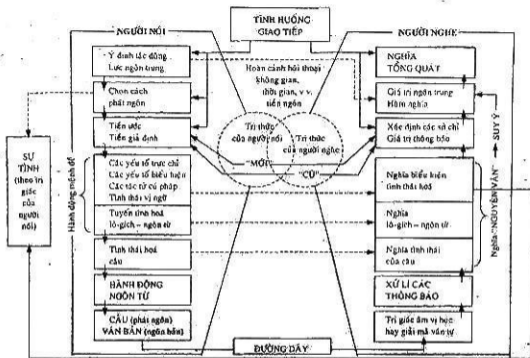 TÌNH HUỐNG
GIAO TIẾP
NGƯỜI NÓI
NGƯỜI NGHE
Ý định tác động
Lực ngôn trung
Chọn cách
phát ngôn
Tiền ước
Tiền giả định
Các yếu tố trực chỉ
Các yếu tố biểu hiện
Các tác tử cú pháp
Tình thái vị ngữ
Tuyến tính hoá
lô-gích – ngôn từ
Tình thái hoá
câu
HÀNH ĐỘNG
NGÔN TỪ
CÂU (phát ngôn)
VĂN BẢN (ngôn bản)
Hành động mệnh đề
SỰ
TÌNH
(theo tri
giác
của
người
nói)
Hoàn cảnh hội thoại
không gian,
thời gian, v.v.
tiền ngôn
Tri thức
của người nói
Tri thức
của người nghe
"MỚI"
"CŨ"
NGHĨA
TỔNG QUÁT
Giá trị ngôn trung
Hàm nghĩa
Xác định các sở chỉ
Giá trị thông báo
Nghĩa biểu hiện
tình thái hoá
Nghĩa
lô-gích – ngôn từ
Nghĩa tình thái
của câu
XỬ LÍ CÁC
THÔNG BÁO
Tri giác âm vị học
hay giải mã văn tự
SUY Ý
Nghĩa "NGUYÊN VĂN"
ĐƯỜNG DÂY